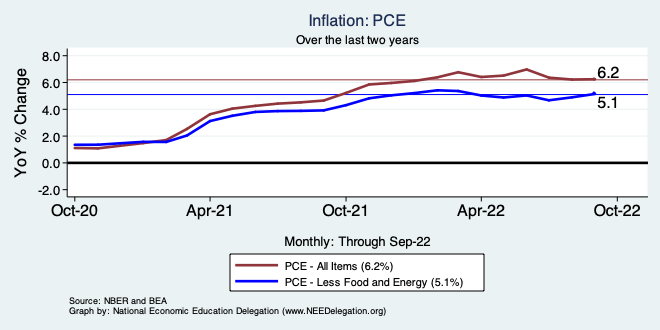 Inflation: PCE
Over the last two years
YoY % Change
8.0
6.0
4.0
2.0
0.0
-2.0
6.2
5.1
Oct-20 Apr-21 Oct-21 Apr-22 Oct-22
Monthly: Through Sep-22
PCE - All Items (6.2%)
PCE - Less Food and Energy (5.1%)
Source: NBER and BEA
Graph by: National Economic Education Delegation (www.NEEDelegation.org)